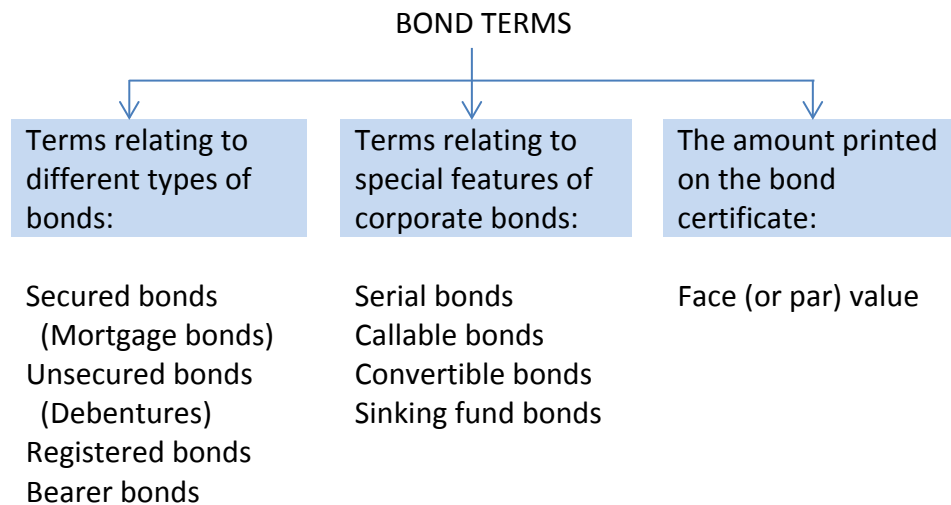 BOND TERMS
Terms relating to
different types of
bonds:
Secured bonds
(Mortgage bonds)
Unsecured bonds
(Debentures)
Registered bonds
Bearer bonds
Terms relating to
special features of
corporate bonds:
Serial bonds
Callable bonds
Convertible bonds
Sinking fund bonds
The amount printed
on the bond
certificate:
Face (or par) value